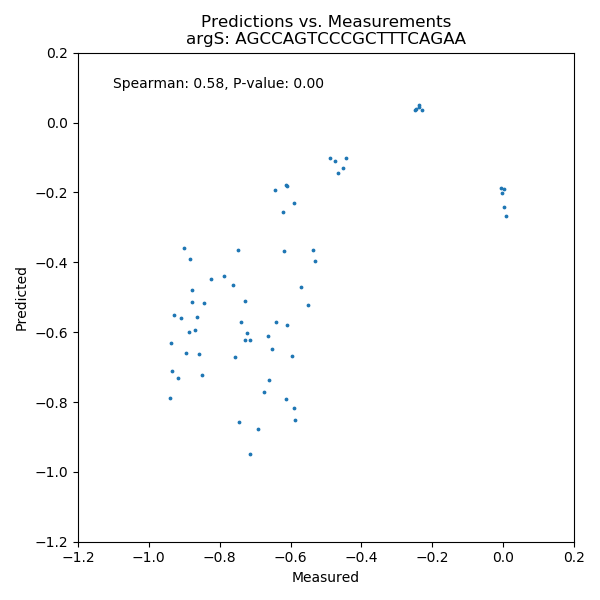 Predictions vs. Measurements
argS: AGCCAGTCCCGCTTTCAGAA
Spearman: 0.58, P-value: 0.00
0.2
0.0
−0.2
−0.4
−0.6
−0.8
−1.0
−1.2
Predicted
−1.2 −1.0 −0.8 −0.6 −0.4 −0.2 0.0 0.2
Measured